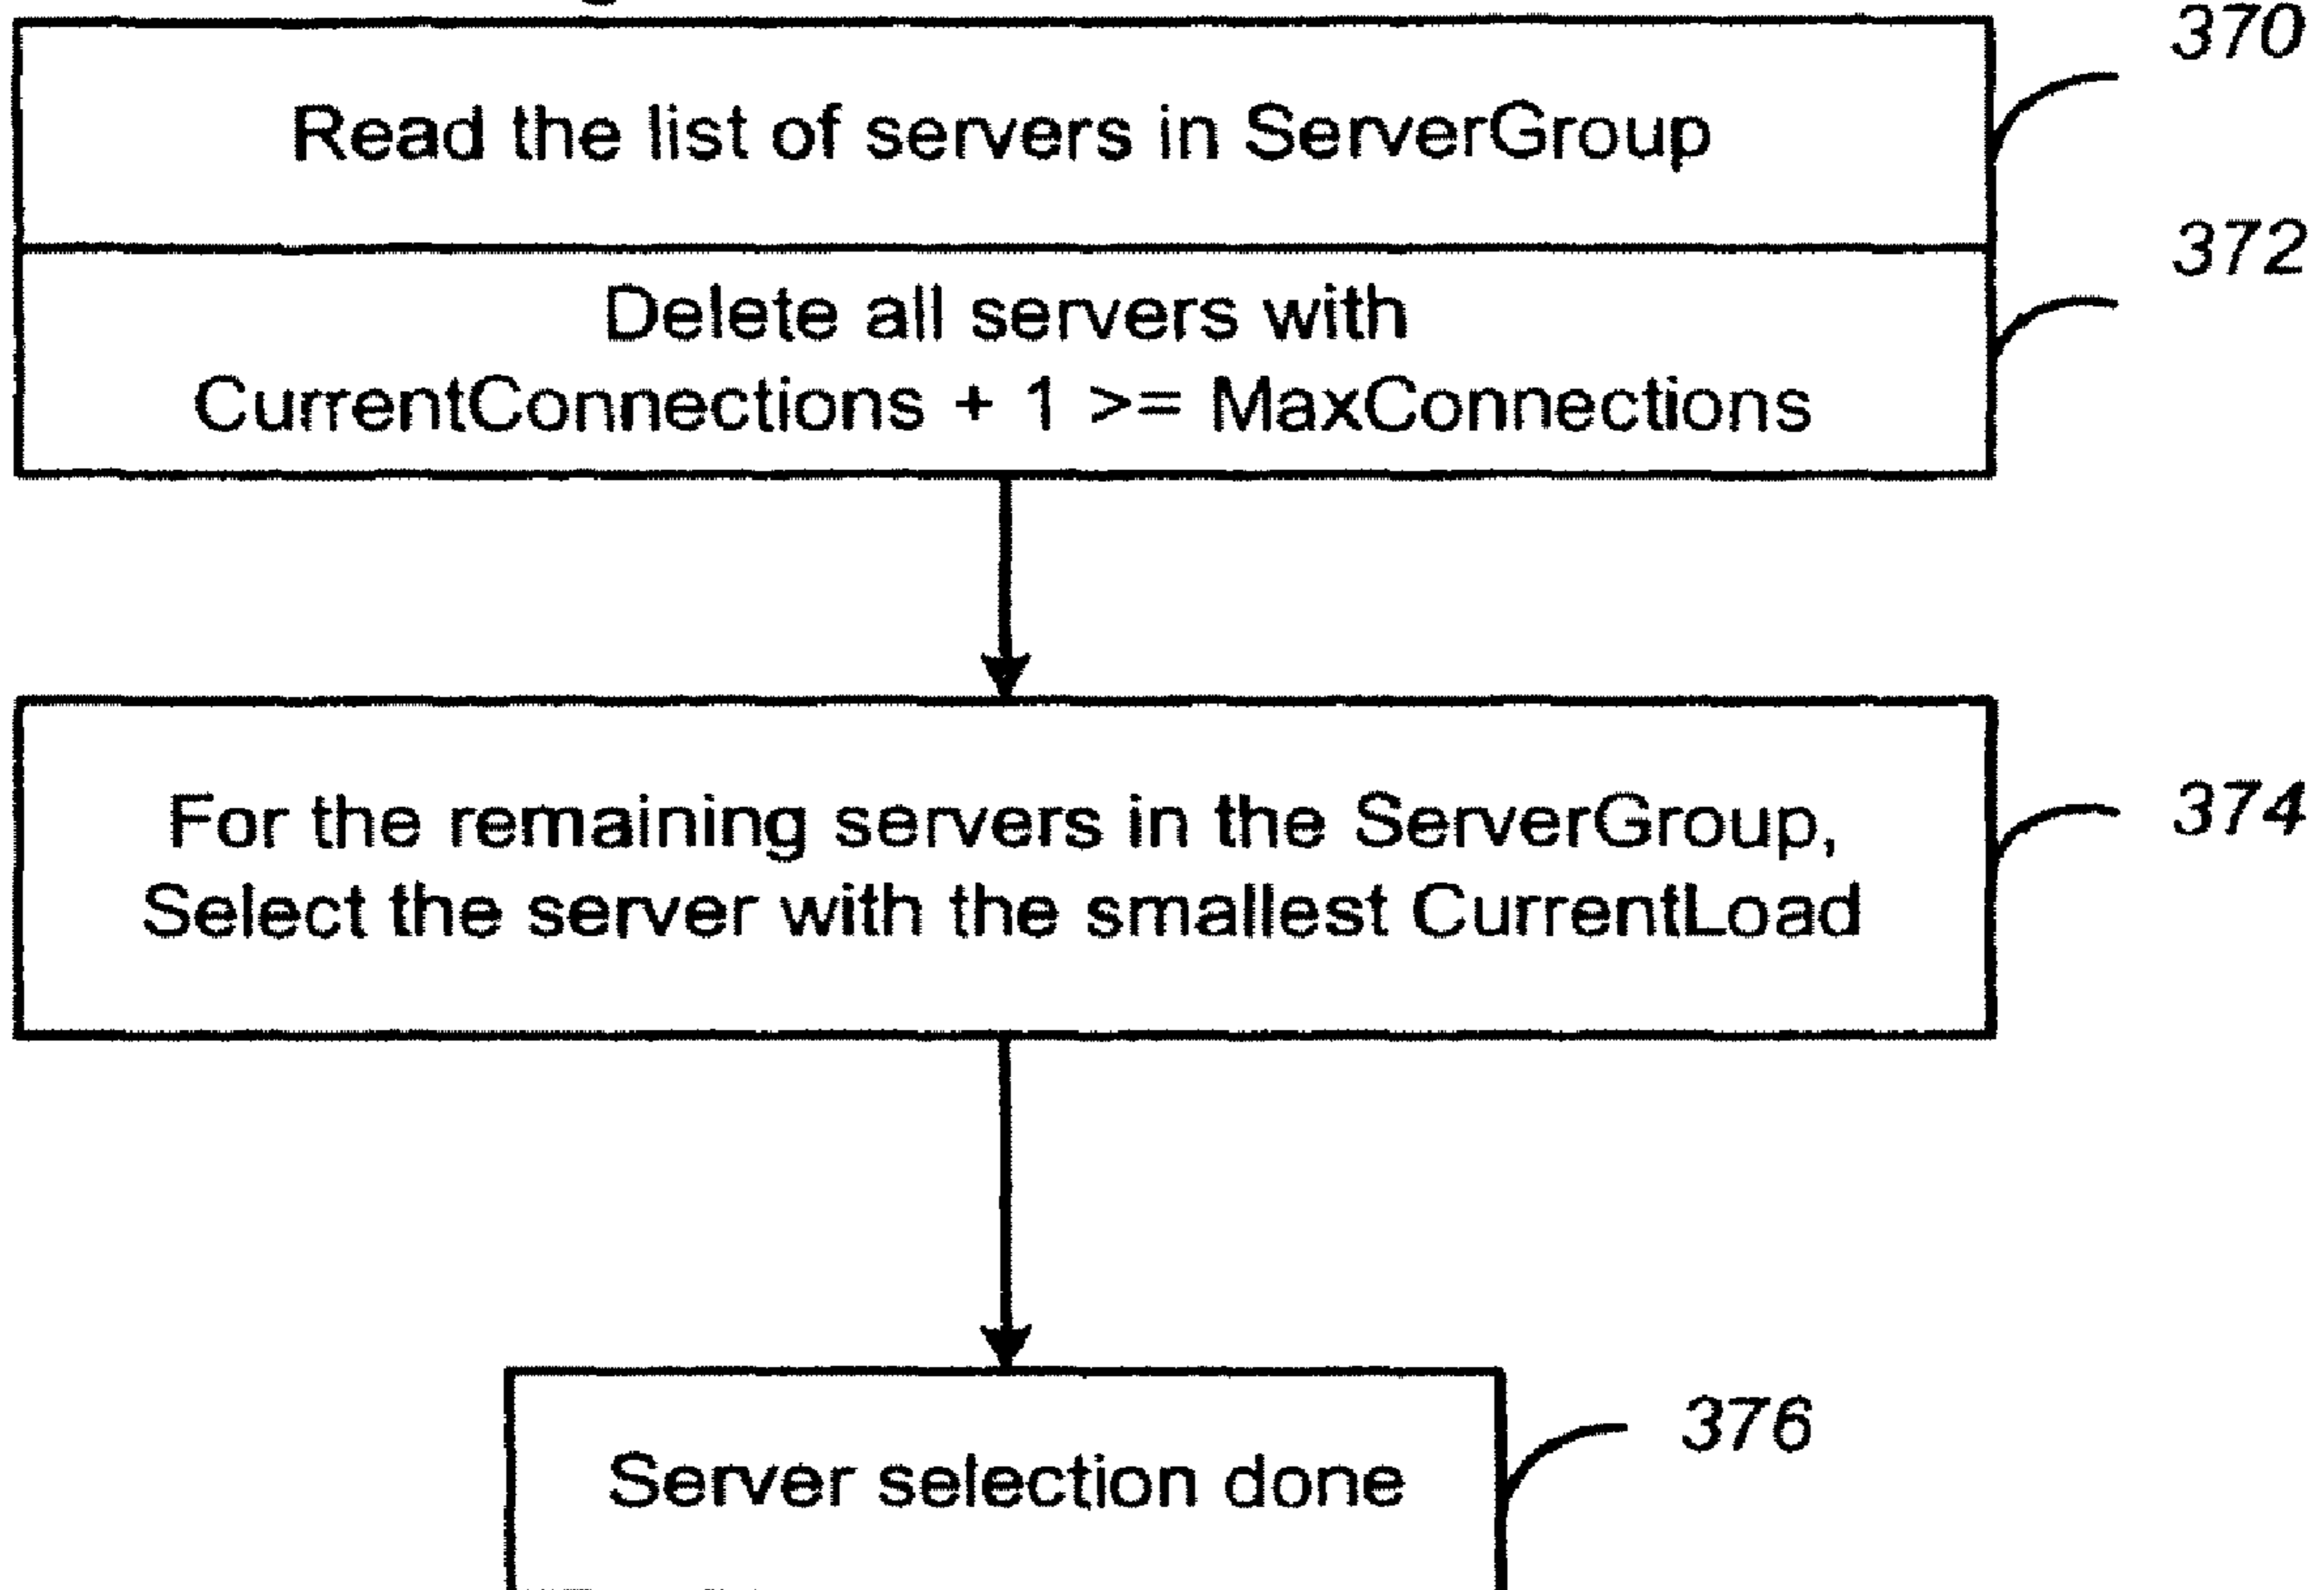 370
Read the list of servers in ServerGroup
372
Delete all servers with
CurrentConnections + 1 >= MaxConnections
For the remaining servers in the ServerGroup,
374
Select the server with the smallest CurrentLoad
376
Server selection done